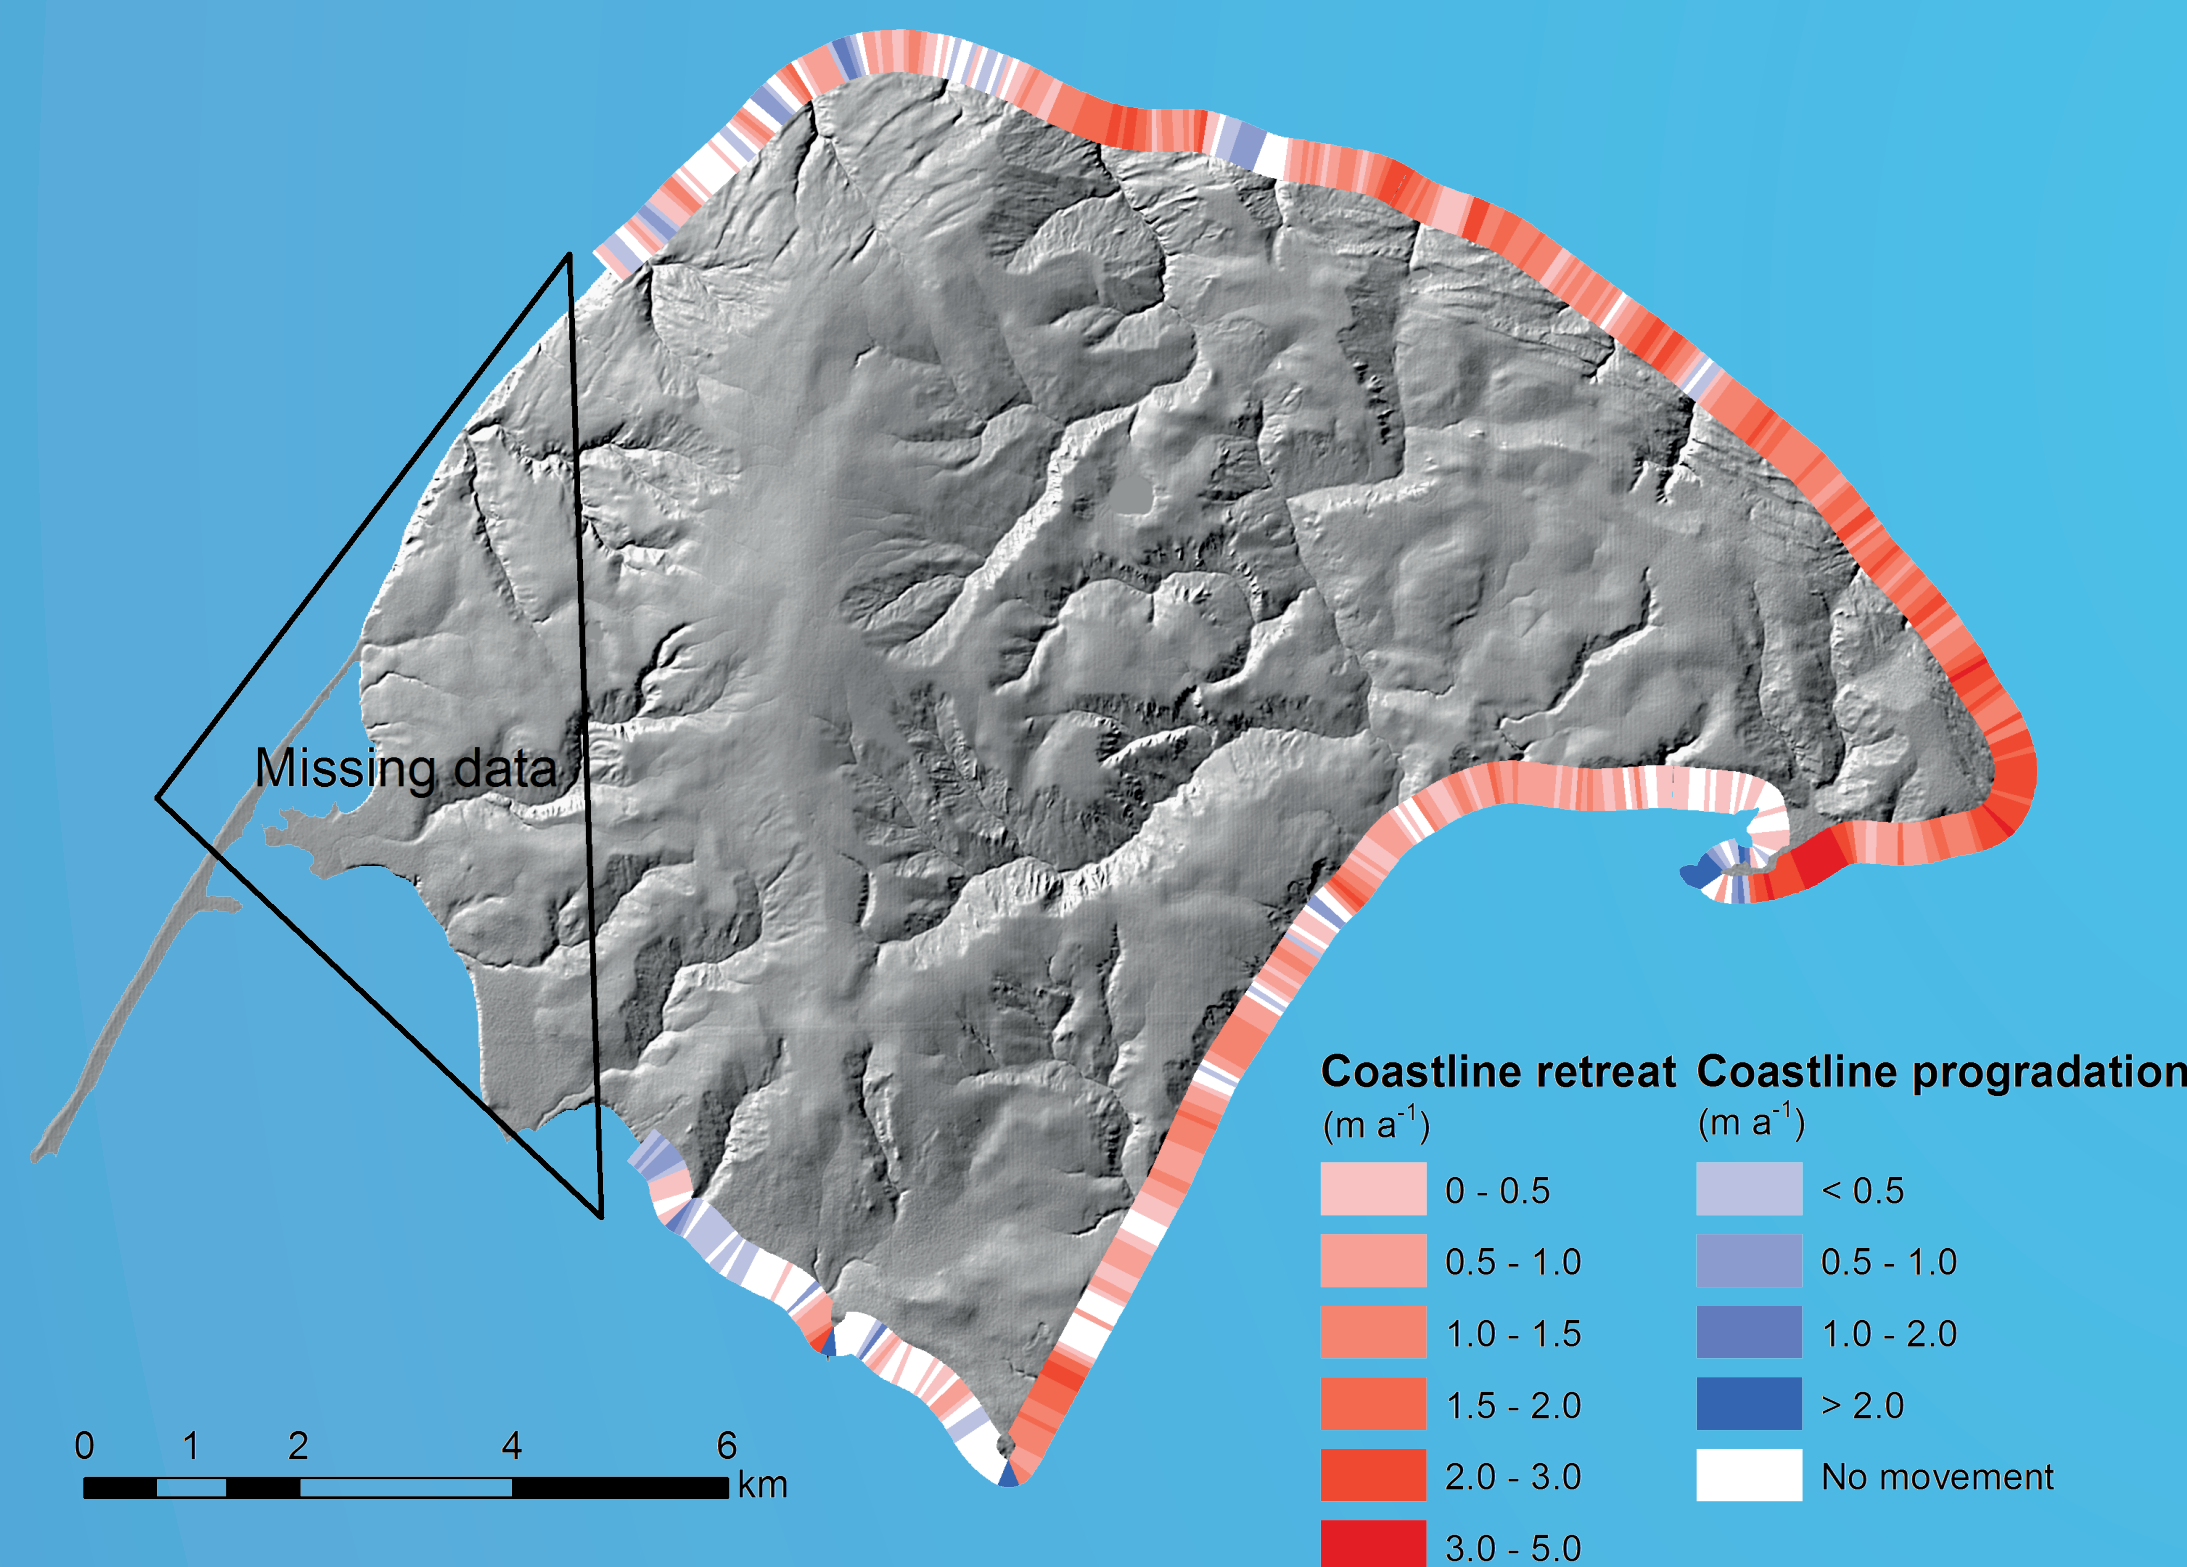 Missing data
Coastline retreat
(m a-1)
0 - 0.5
0.5 - 1.0
1.0 - 1.5
1.5 - 2.0
2.0 - 3.0
3.0 - 5.0
Coastline progradation
(m a-1)
< 0.5
0.5 - 1.0
1.0 - 2.0
> 2.0
No movement
0 1 2 4 6
km